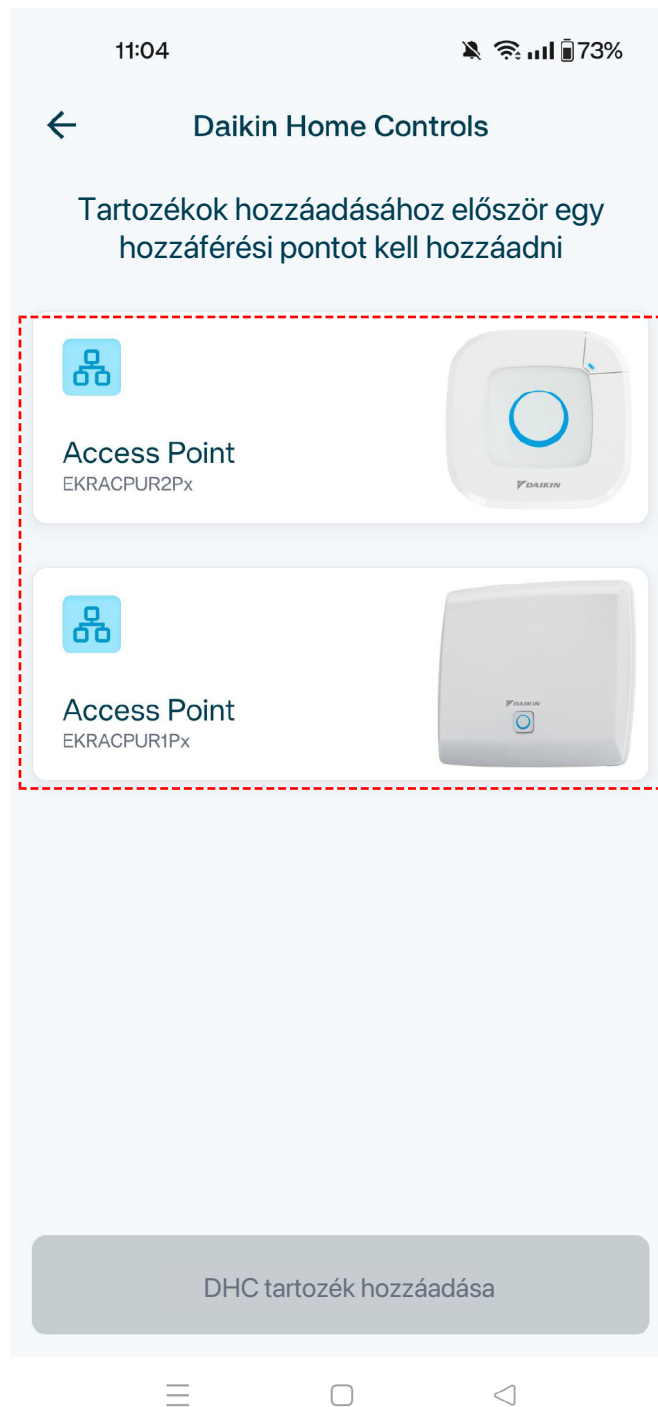 11:04
73%
Daikin Home Controls
Tartozékok hozzáadásához először egy
hozzáférési pontot kell hozzáadni
Access Point
EKRACPUR2Px
DAIKIN
Access Point
EKRACPUR1Px
DAIKIN
DHC tartozék hozzáadása